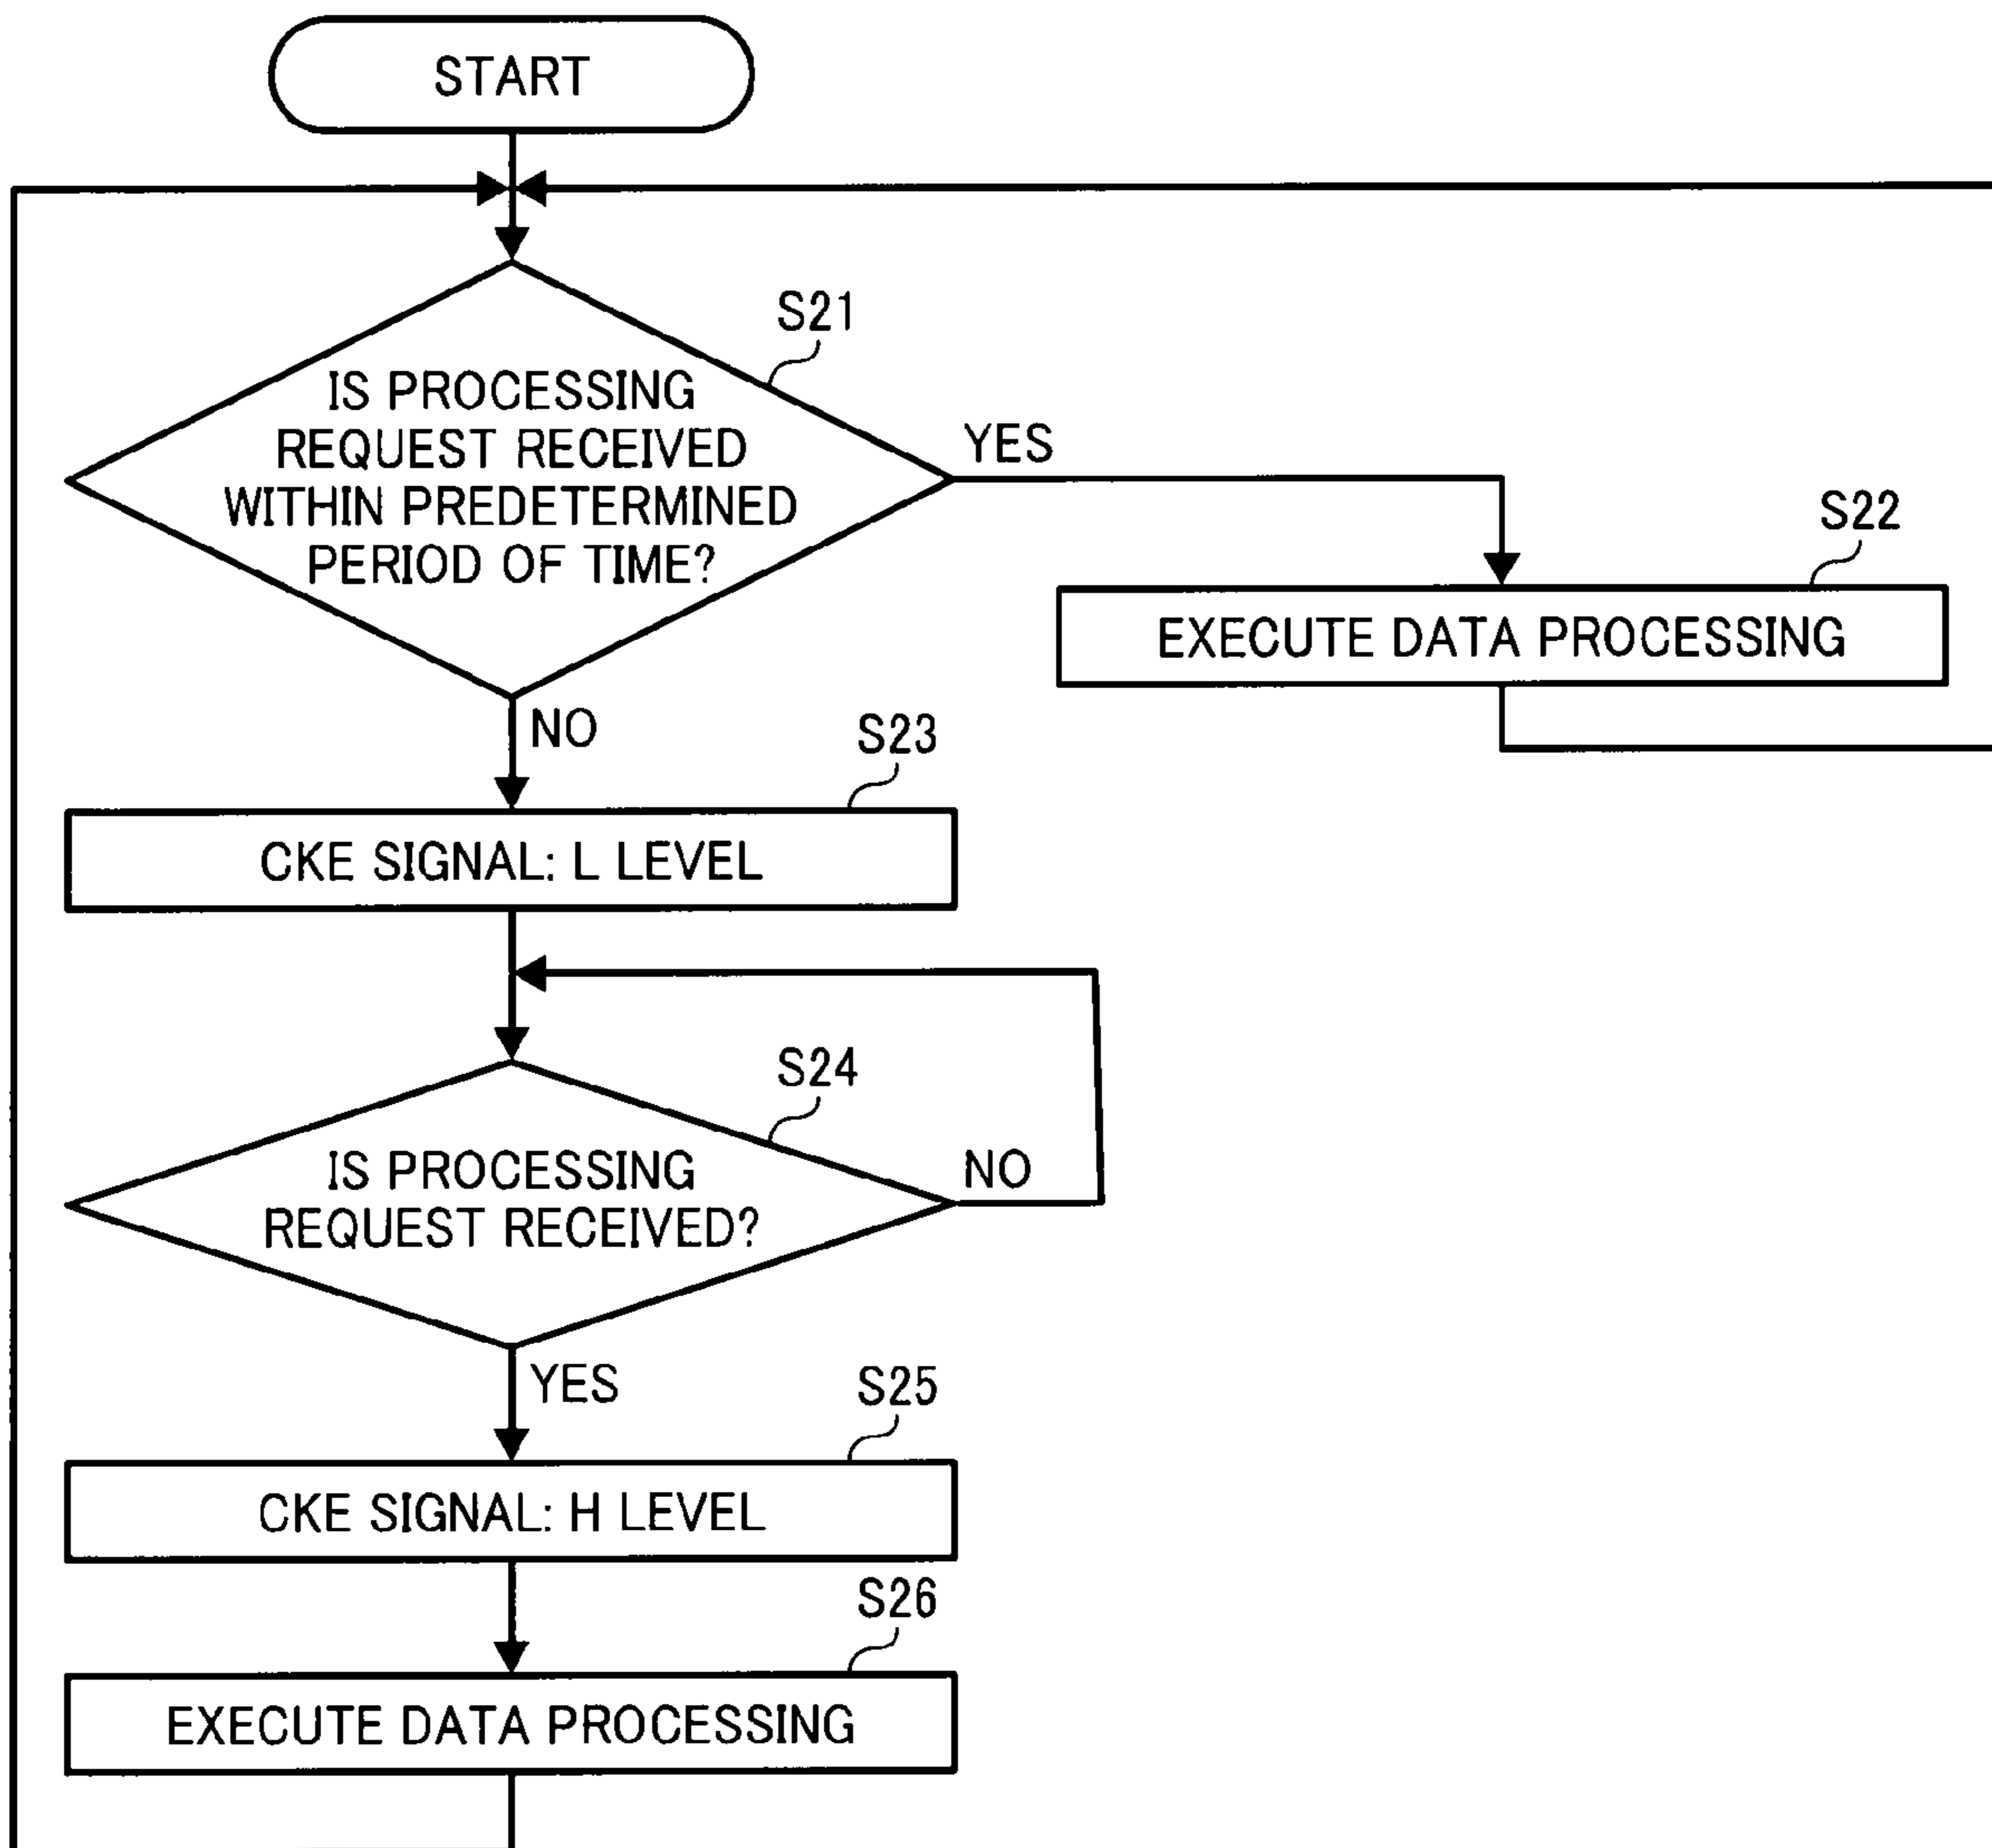 START
S21
IS PROCESSING
REQUEST RECEIVED
WITHIN PREDETERMINED
PERIOD OF TIME?
YES
S22
EXECUTE DATA PROCESSING
NO
S23
CKE SIGNAL: L LEVEL
S24
IS PROCESSING
REQUEST RECEIVED?
NO
YES
S25
CKE SIGNAL: H LEVEL
S26
EXECUTE DATA PROCESSING